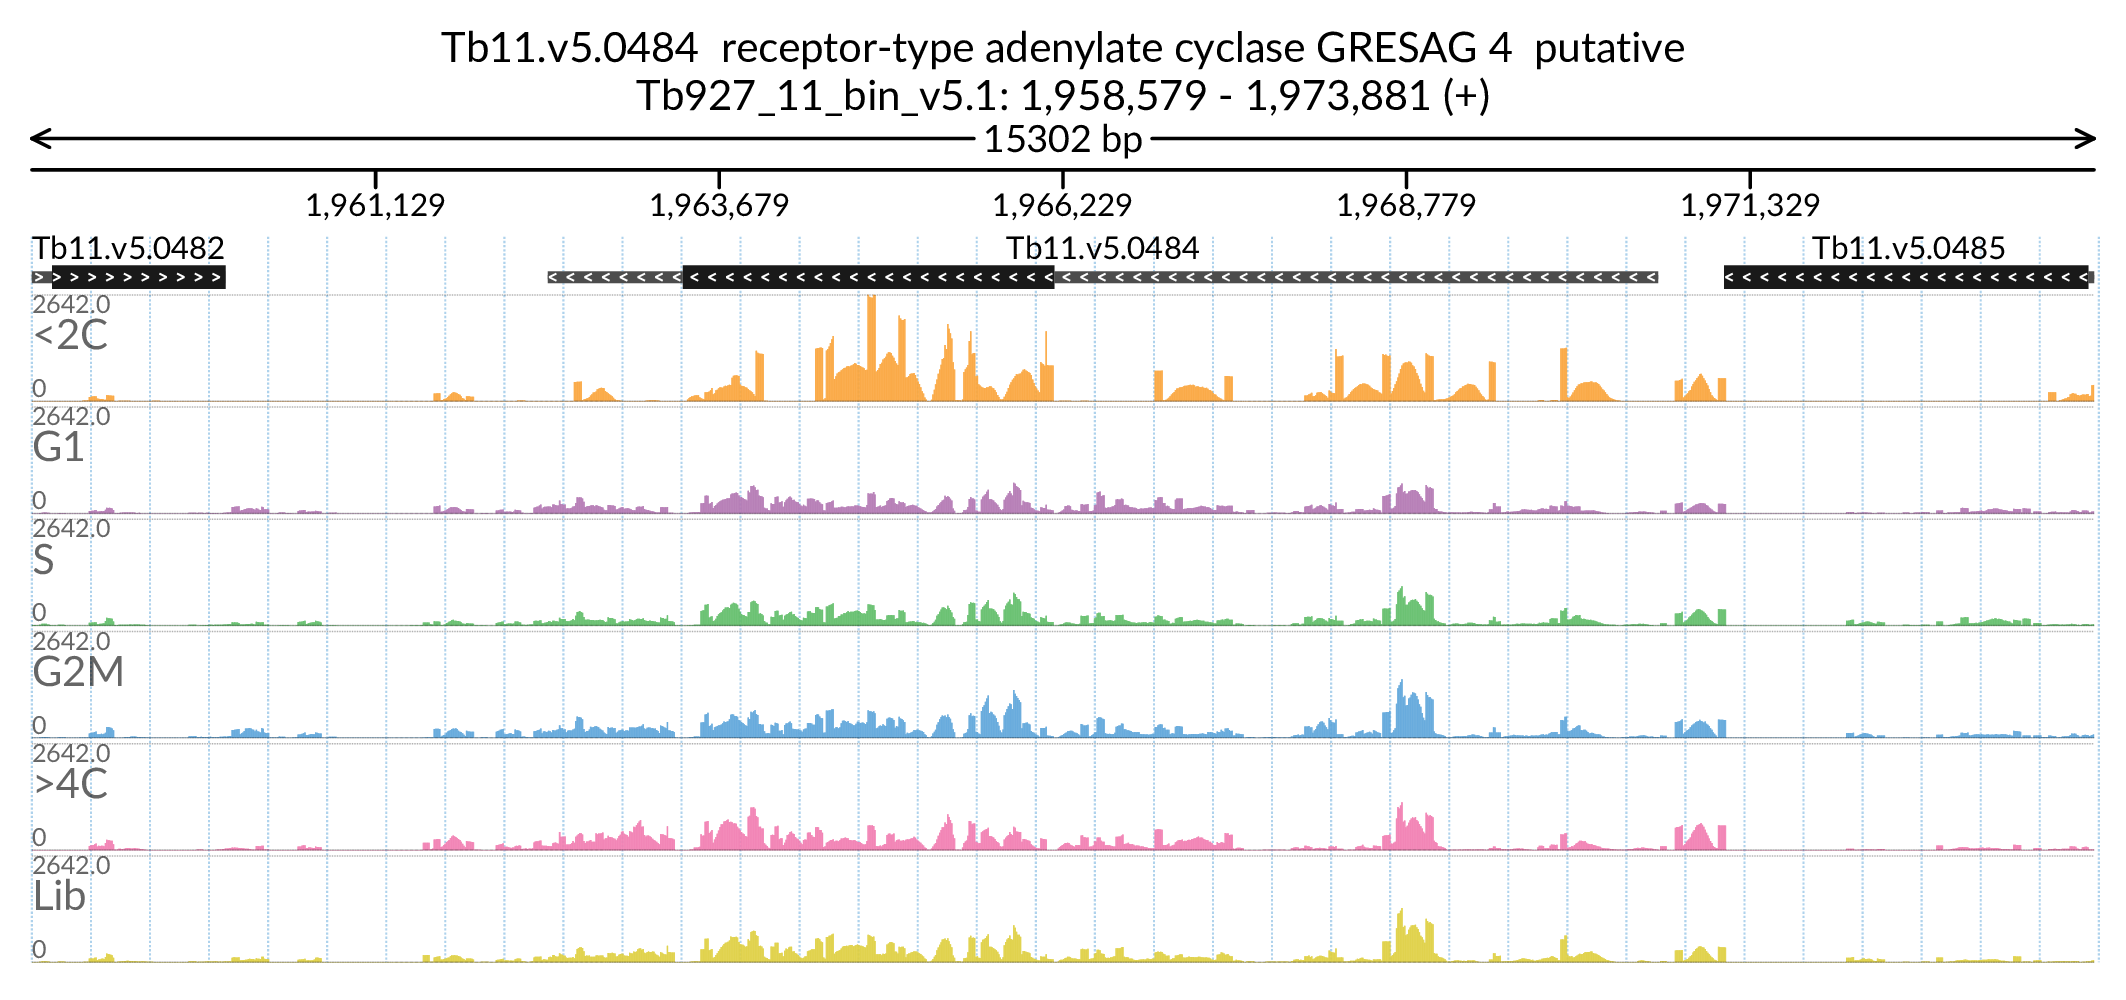 Tb11.v5.0484 receptor-type adenylate cyclase GRESAG 4 putative
Tb927_11_bin_v5.1: 1,958,579 - 1,973,881 (+)
15302 bp
1,961,129 1,963,679 1,966,229 1,968,779 1,971,329
Tb11.v5.0482 Tb11.v5.0484 Tb11.v5.0485
2642.0
<2C
0
2642.0
G1
0
2642.0
S
0
2642.0
G2M
0
2642.0
>4C
0
2642.0
Lib
0